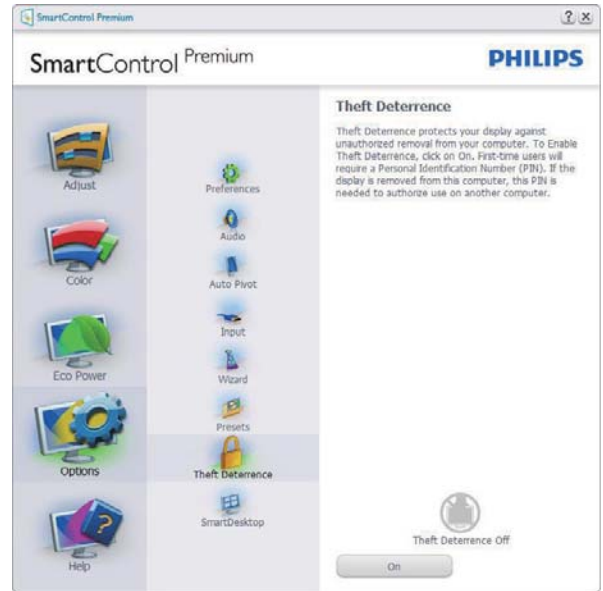 SmartControl Premium
? x
SmartControl Premium
PHILIPS
Adjust
Color
Eco Power
Options
Help
Preferences
Audio
Auto Pivot
Input
Wizard
Presets
Theft Deterrence
SmartDesktop
Theft Deterrence
Theft Deterrence protects your display against
unauthorized removal from your computer. To Enable
Theft Deterrence, click on On. First-time users will
require a Personal Identification Number (PIN). If the
display is removed from this computer, this PIN is
needed to authorize use on another computer.
Theft Deterrence Off
On